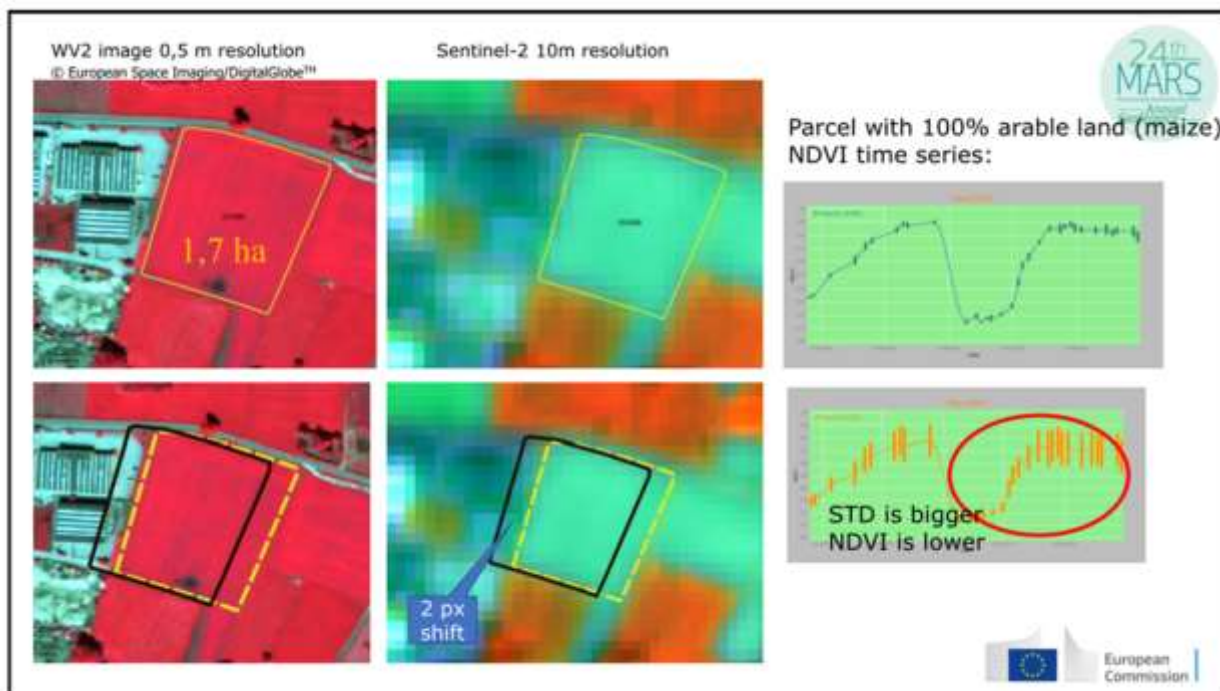 WV2 image 0,5 m resolution
© European Space Imaging/DigitalGlobe™
Sentinel-2 10m resolution
24th
MARS
Annual
Parcel with 100% arable land (maize)
NDVI time series:
1,7 ha
STD is bigger
NDVI is lower
2 px
shift
European
Commission